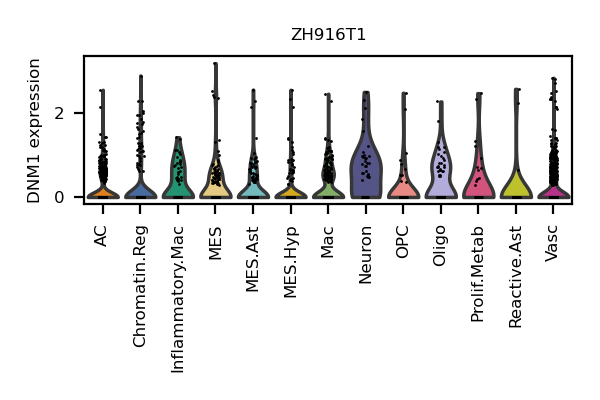 ZH916T1
DNM1 expression
2
0
AC
Chromatin.Reg
Inflammatory.Mac
MES
MES.Ast
MES.Hyp
Mac
Neuron
OPC
Oligo
Prolif.Metab
Reactive.Ast
Vasc